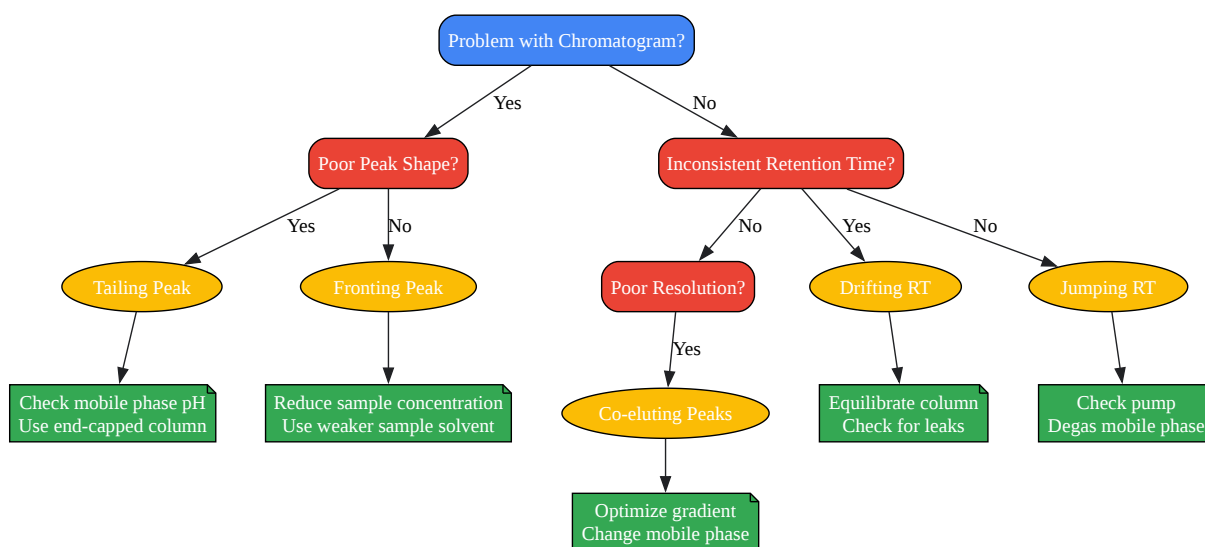 Problem with Chromatogram?
Yes
No
Poor Peak Shape?
Inconsistent Retention Time?
Yes
No
No
Yes
No
Tailing Peak
Fronting Peak
Poor Resolution?
Drifting RT
Jumping RT
Yes
Check mobile phase pH
Use end-capped column
Reduce sample concentration
Use weaker sample solvent
Co-eluting Peaks
Equilibrate column
Check for leaks
Check pump
Degas mobile phase
Optimize gradient
Change mobile phase